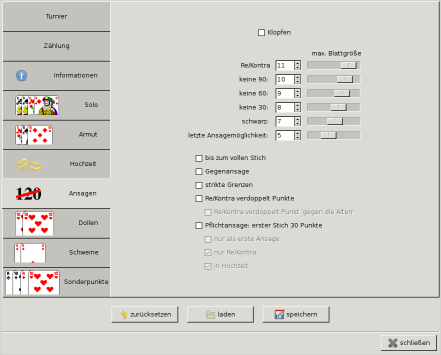 Turnier
Zählung
Informationen
Solo
Armut
Hochzeit
120
Ansagen
Dollen
Schweine
Sonderpunkte
Klopfen
max. Blattgröße
Re/Kontra 11
keine 90: 10
keine 60: 9
keine 30: 8
schwarz: 7
letzte Ansagemöglichkeit: 5
bis zum vollen Stich
Gegenansage
strikte Grenzen
Re/Kontra verdoppelt Punkte
Re/Kontra verdoppelt Punkt 'gegen die Alten'
Pflichtansage: erster Stich 30 Punkte
nur als erste Ansage
nur Re/Kontra
in Hochzeit
zurücksetzen
laden
speichern
schließen